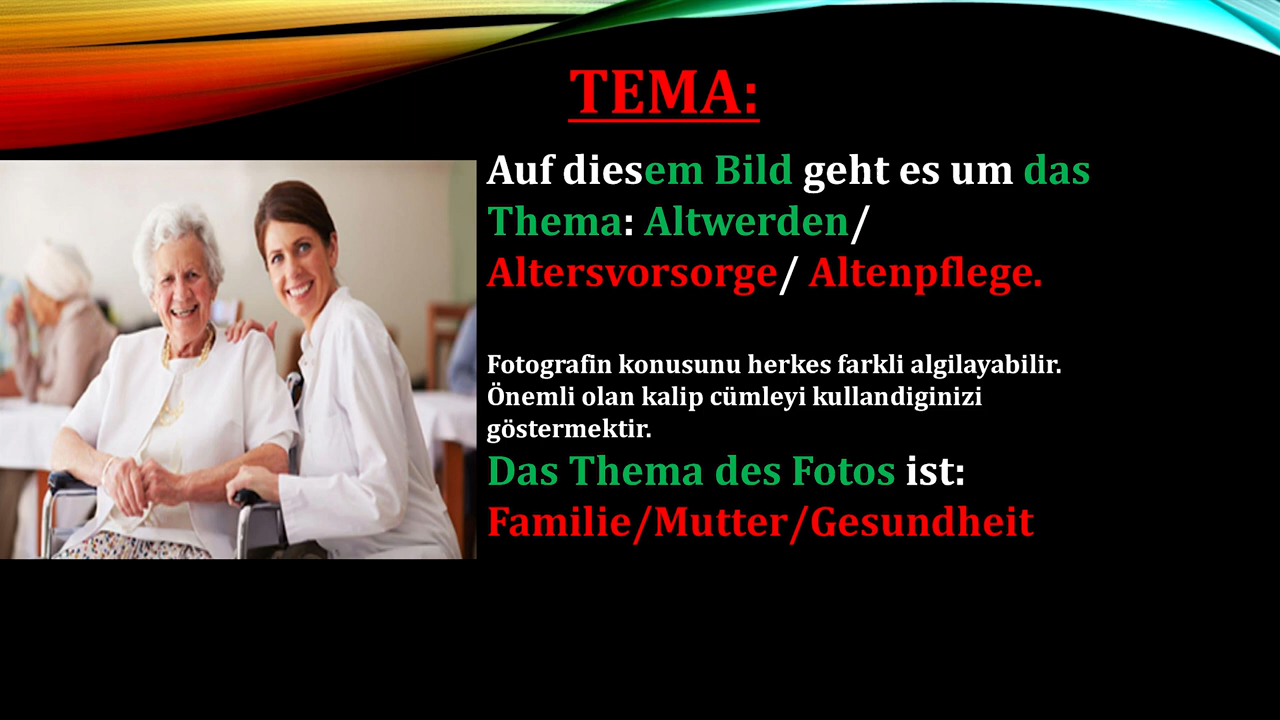 TEMA:
Auf diesem Bild geht es um das
Thema: Altwerden/
Altersvorsorge/ Altenpflege.
Fotografin konusunu herkes farkli algilayabilir.
Önemli olan kalip cümleyi kullandiginizi
göstermektir.
Das Thema des Fotos ist:
Familie/Mutter/Gesundheit